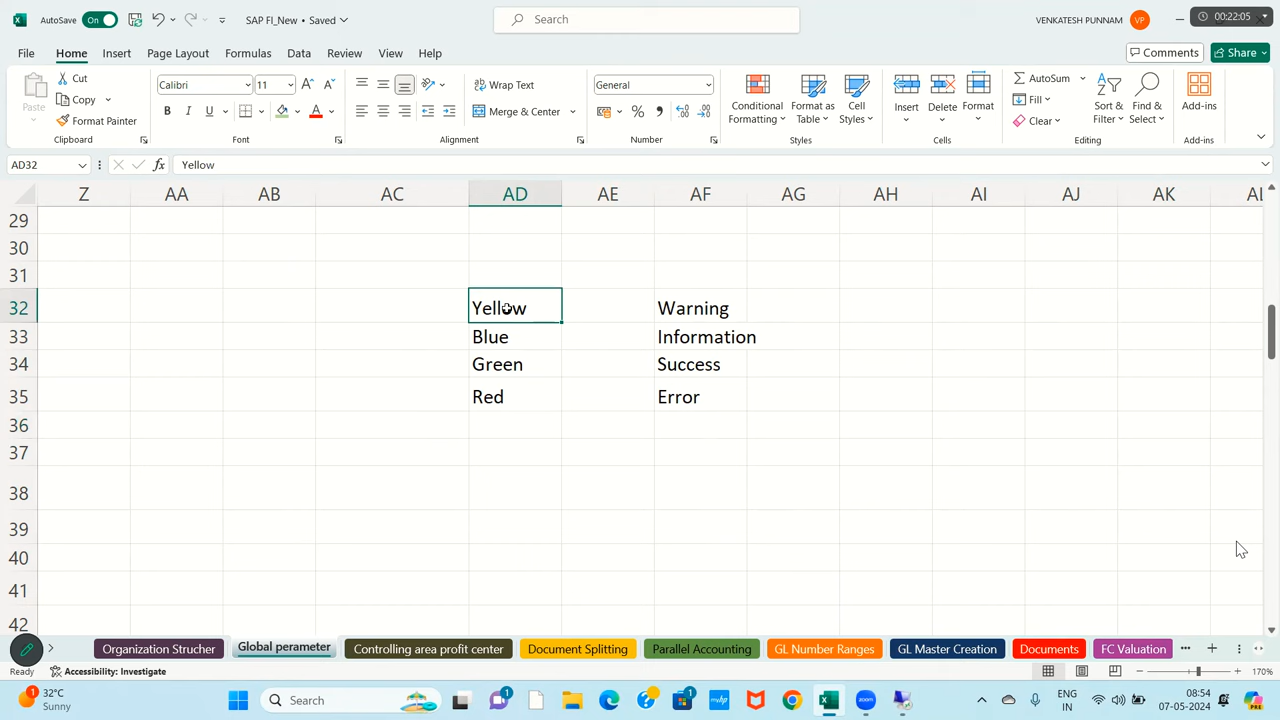 AutoSave On SAP FI_New • Saved Search VENKATESH PUNNAM VP 00:22:05
File Home Insert Page Layout Formulas Data Review View Help Comments Share
Paste Cut Copy Format Painter Clipboard
Calibri 11 B I U A Font
Wrap Text Merge & Center Alignment
General % , Number
Conditional Formatting Format as Table Cell Styles Styles
Insert Delete Format Cells
AutoSum Fill Clear Sort & Filter Find & Select Editing
Add-ins Add-ins
AD32 fx Yellow
Z AA AB AC AD AE AF AG AH AI AJ AK AL
29
30
31
32 Yellow Warning
33 Blue Information
34 Green Success
35 Red Error
36
37
38
39
40
41
42
Organization Strucher Global perameter Controlling area profit center Document Splitting Parallel Accounting GL Number Ranges GL Master Creation Documents FC Valuation
Ready Accessibility: Investigate 170%
1 32°C Sunny Search 1 1 zoom ENG IN 08:54 07-05-2024